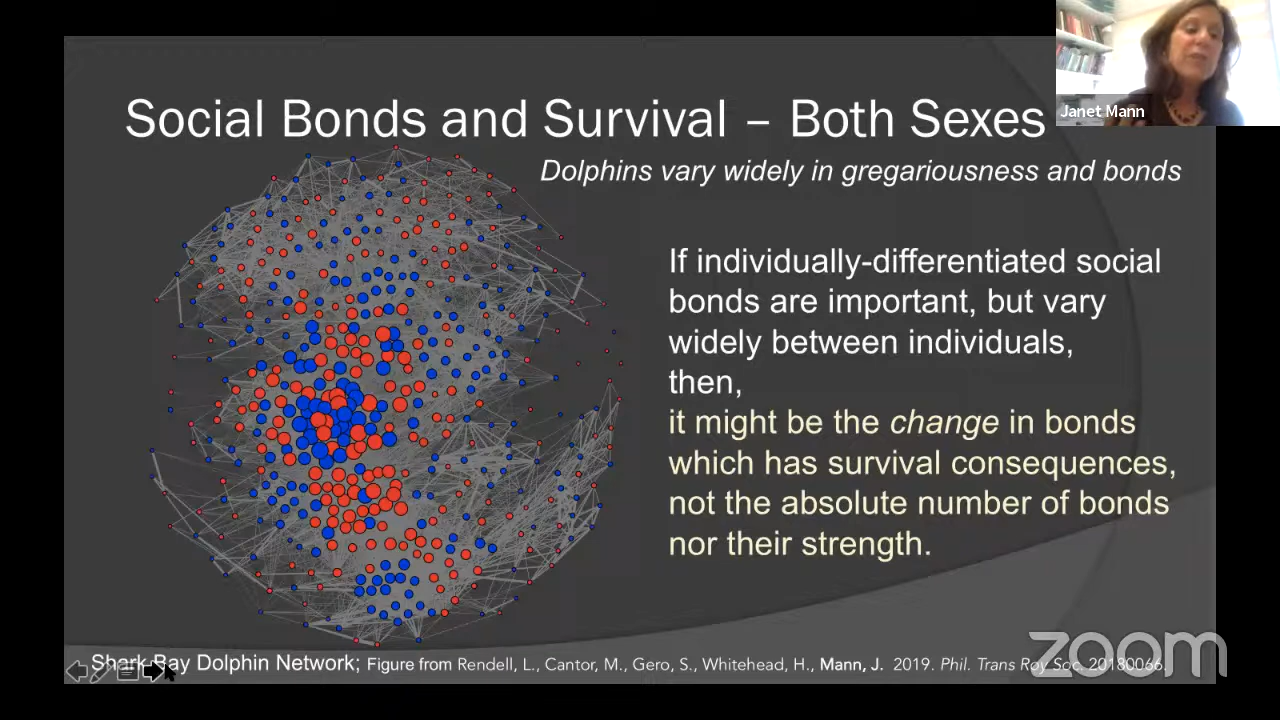 Janet Mann
Social Bonds and Survival – Both Sexes
Dolphins vary widely in gregariousness and bonds
If individually-differentiated social
bonds are important, but vary
widely between individuals,
then,
it might be the change in bonds
which has survival consequences,
not the absolute number of bonds
nor their strength.
Shark Bay Dolphin Network; Figure from Rendell, L., Cantor, M., Gero, S., Whitehead, H., Mann, J. 2019. Phil. Trans Roy Soc. 20180066.
zoom